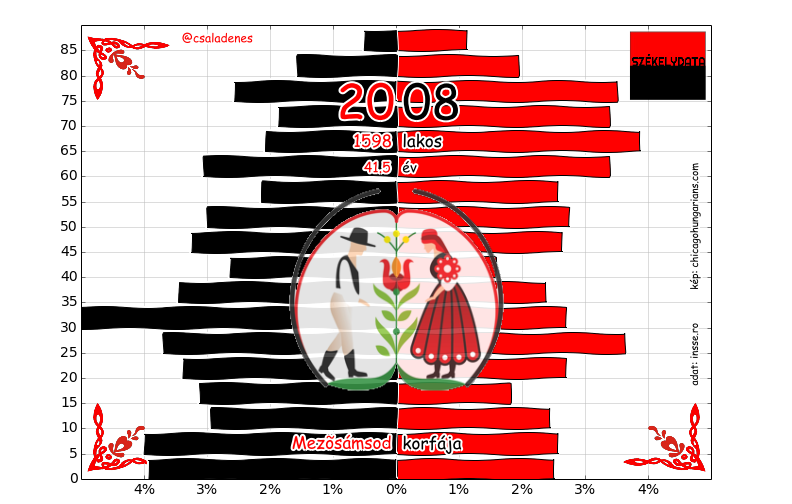 @csaladenes
SZÉKELYDATA
2008
1598 lakos
41.5 év
kép: chicagohungarians.com
adat: insse.ro
Mezősámsod korfája
85
80
75
70
65
60
55
50
45
40
35
30
25
20
15
10
5
0
4% 3% 2% 1% 0% 1% 2% 3% 4%